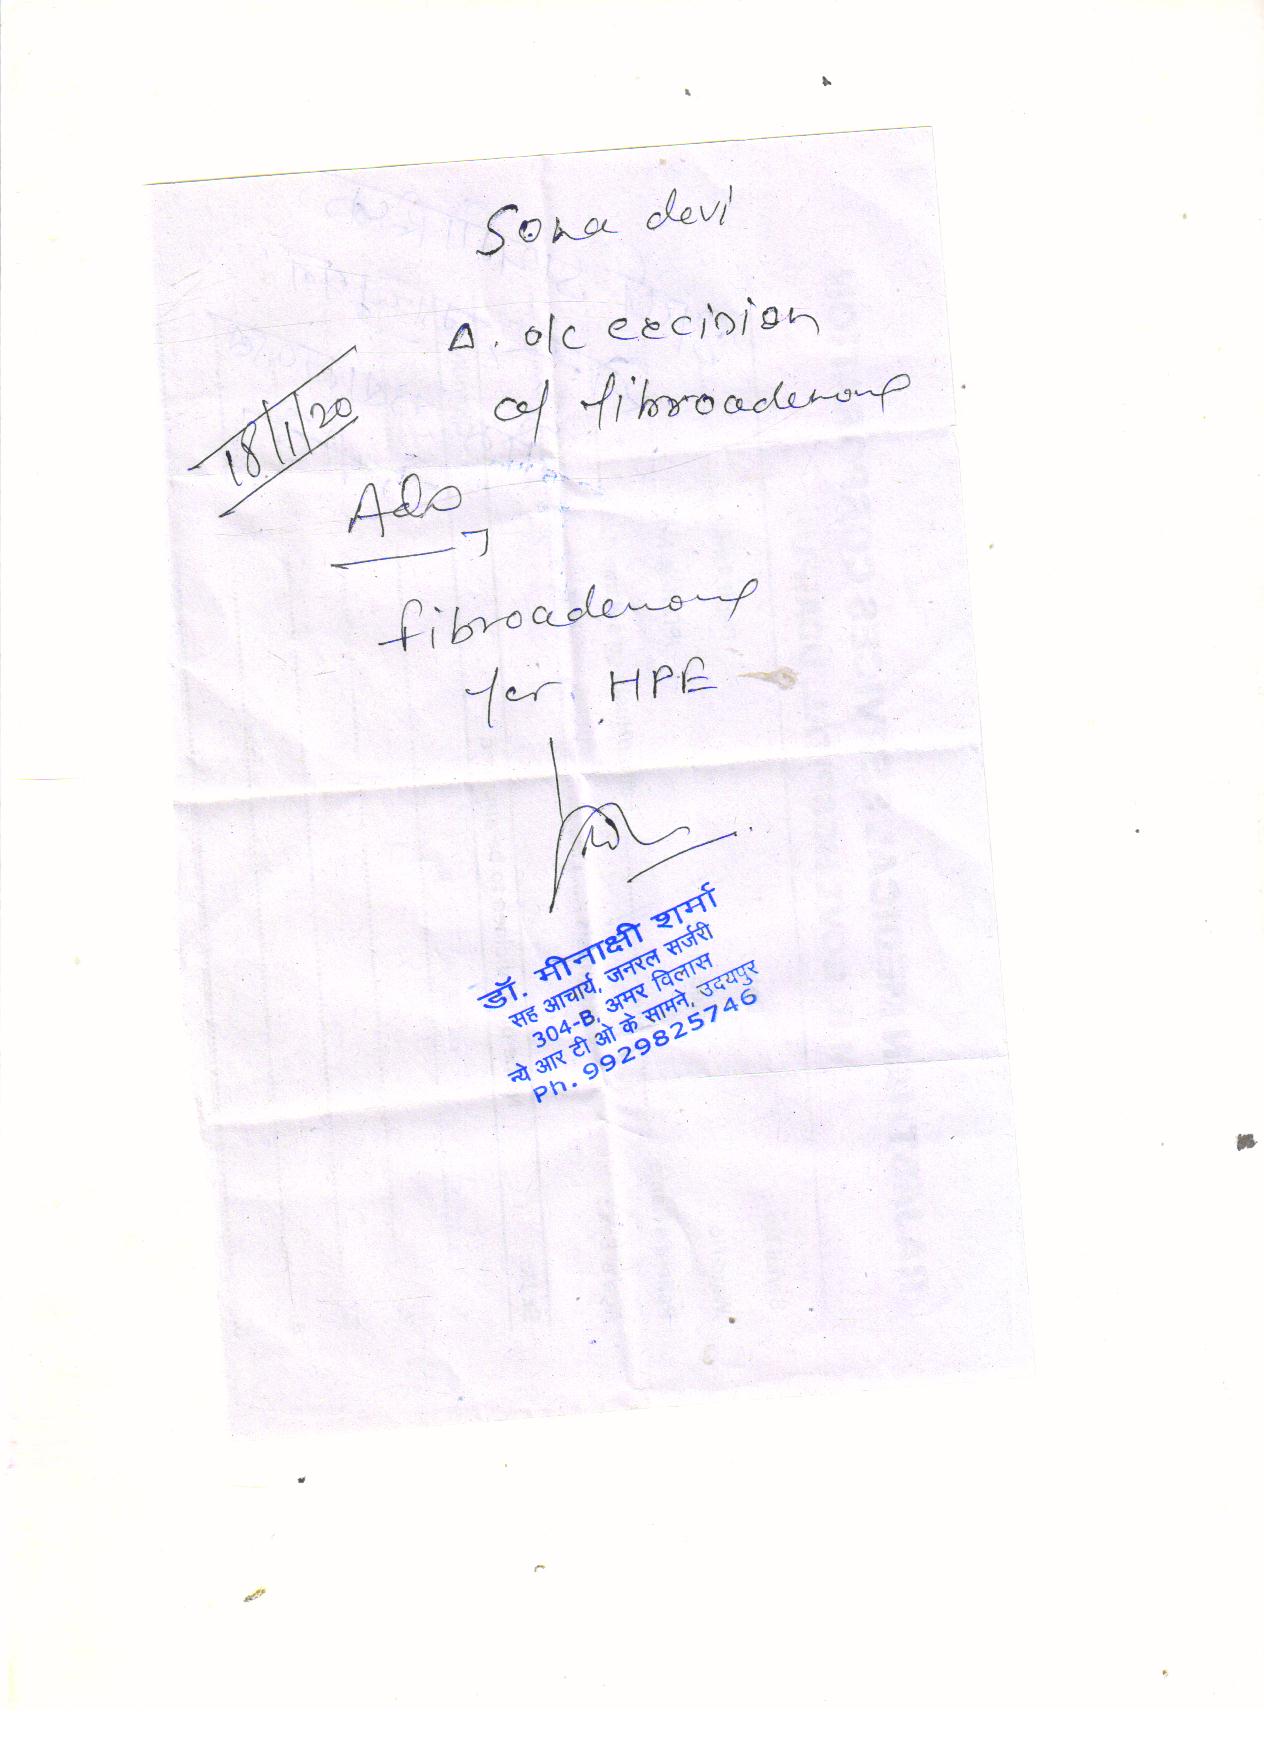 Sona devi
Δ. o/c excision
of fibroadenoma
18/1/20
Adv
fibroadenoma
for HPE
डॉ. मीनाक्षी शर्मा
सह आचार्य, जनरल सर्जरी
304-B, अमर विलास
न्ये आर टी ओ के सामने, उदयपुर
Ph. 9929825746